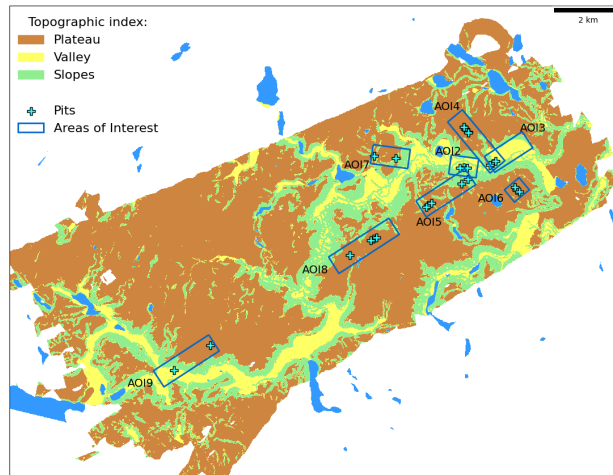 Topographic index:
Plateau
Valley
Slopes
Pits
Areas of Interest
2 km
AOI4
AOI3
AOI2
AOI7
AOI6
AOI5
AOI8
AOI9